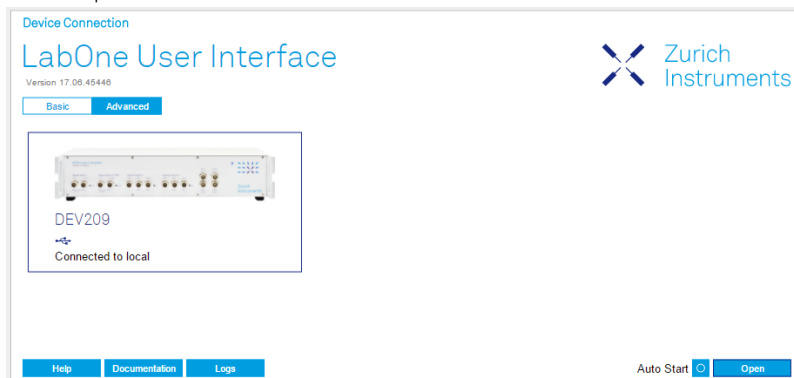 Device Connection
LabOne User Interface
Zurich
Instruments
Version 17.06.45446
Basic
Advanced
DEV209
Connected to local
Help
Documentation
Logs
Auto Start
Open